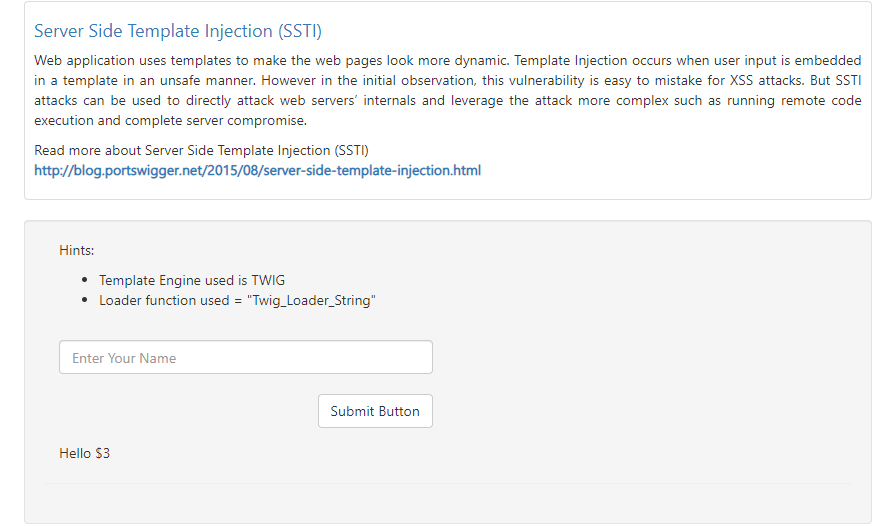 Server Side Template Injection (SSTI)
Web application uses templates to make the web pages look more dynamic. Template Injection occurs when user input is embedded
in a template in an unsafe manner. However in the initial observation, this vulnerability is easy to mistake for XSS attacks. But SSTI
attacks can be used to directly attack web servers' internals and leverage the attack more complex such as running remote code
execution and complete server compromise.
Read more about Server Side Template Injection (SSTI)
http://blog.portswigger.net/2015/08/server-side-template-injection.html
Hints:
• Template Engine used is TWIG
• Loader function used = "Twig_Loader_String"
Enter Your Name
Submit Button
Hello $3